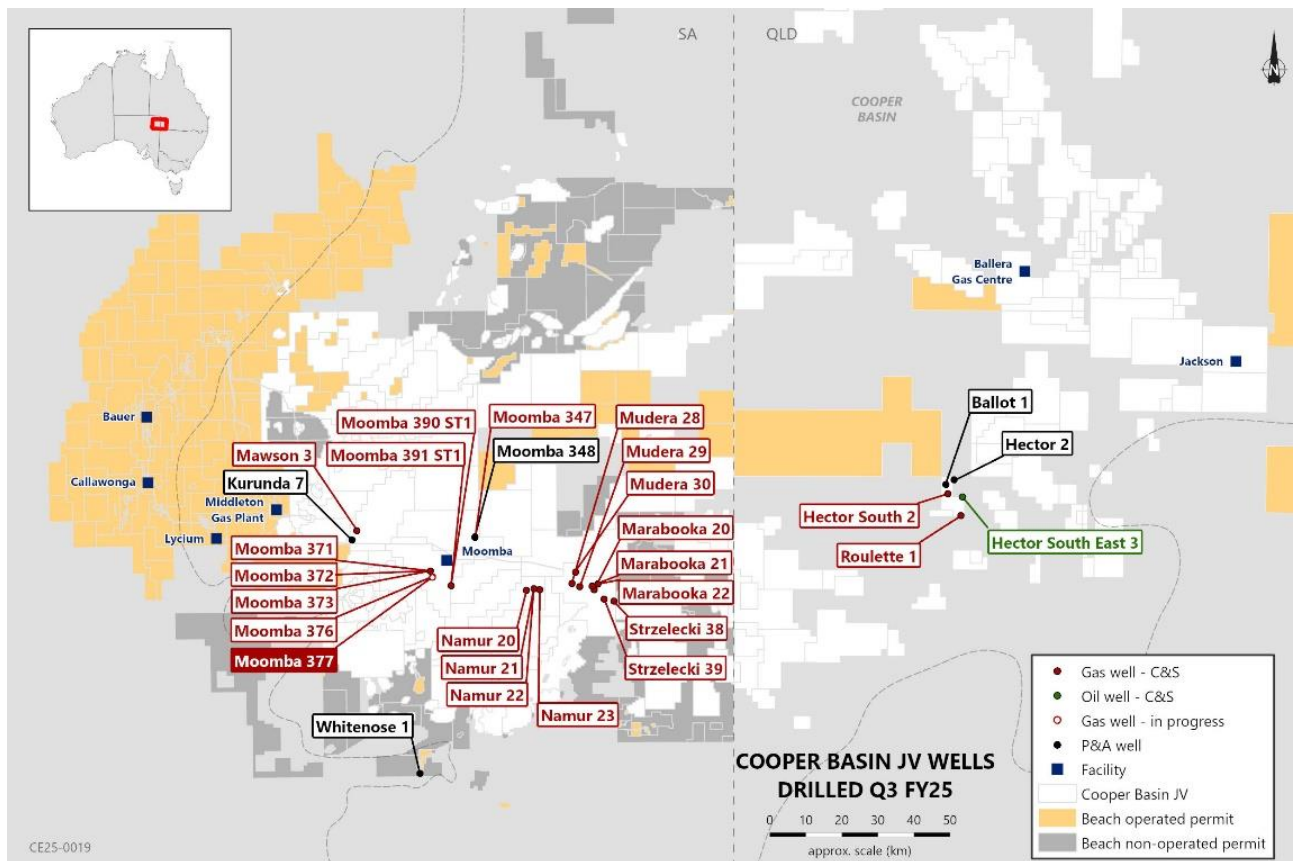 SA
QLD
N
COOPER
BASIN
Ballera
Gas Centre
Jackson
Bauer
Callawonga
Lycium
Middleton
Gas Plant
Moomba
Moomba 390 ST1
Moomba 391 ST1
Moomba 347
Moomba 348
Mawson 3
Kurunda 7
Moomba 371
Moomba 372
Moomba 373
Moomba 376
Moomba 377
Mudera 28
Mudera 29
Mudera 30
Marabooka 20
Marabooka 21
Marabooka 22
Strzelecki 38
Strzelecki 39
Namur 20
Namur 21
Namur 22
Namur 23
Whitenose 1
Ballot 1
Hector 2
Hector South 2
Roulette 1
Hector South East 3
COOPER BASIN JV WELLS
DRILLED Q3 FY25
0 10 20 30 40 50
approx. scale (km)
Gas well - C&S
Oil well - C&S
Gas well - in progress
P&A well
Facility
Cooper Basin JV
Beach operated permit
Beach non-operated permit
CE25-0019